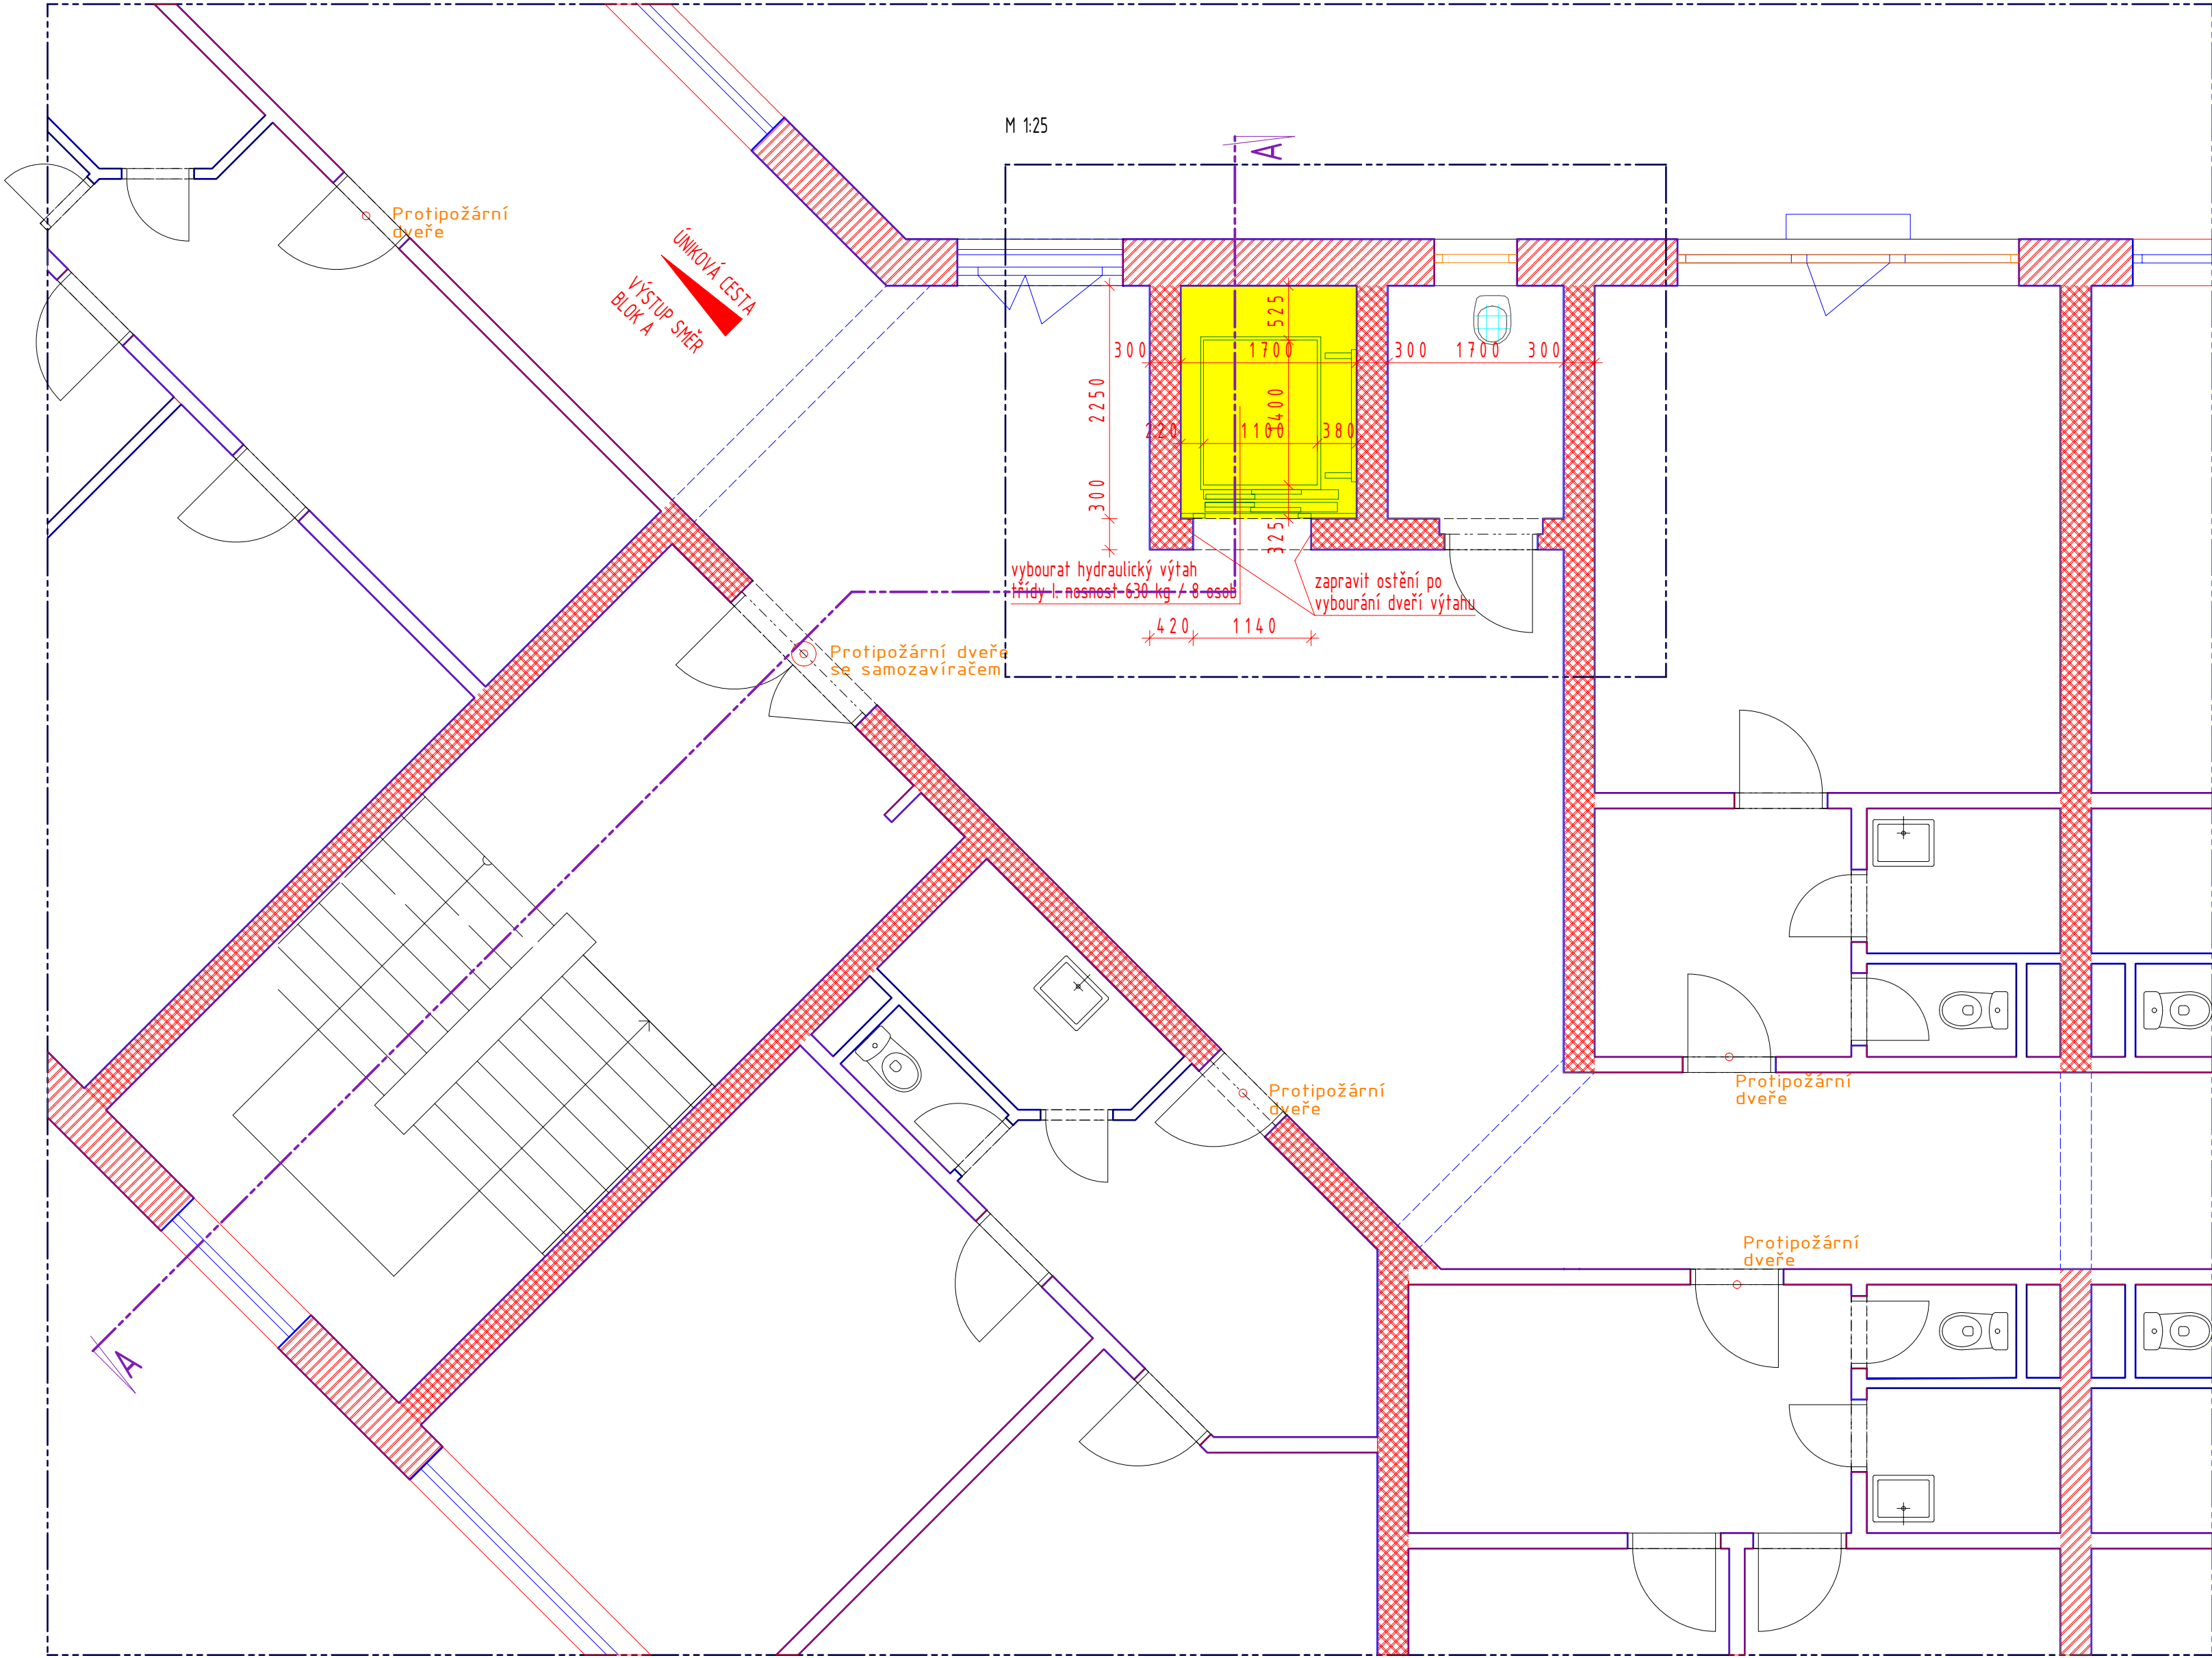 M 1:25
A
Protipožární
dveře
ÚNIKOVÁ CESTA
VÝSTUP SMĚR
BLOK A
525
300
1700
300
1700
300
2250
1400
220
1100
380
300
325
vybourat hydraulický výtah
třídy I. nosnost 630 kg / 8 osob
zapravit ostění po
vybourání dveří výtahu
420
1140
Protipožární dveře
se samozavíračem
Protipožární
dveře
Protipožární
dveře
Protipožární
dveře
A